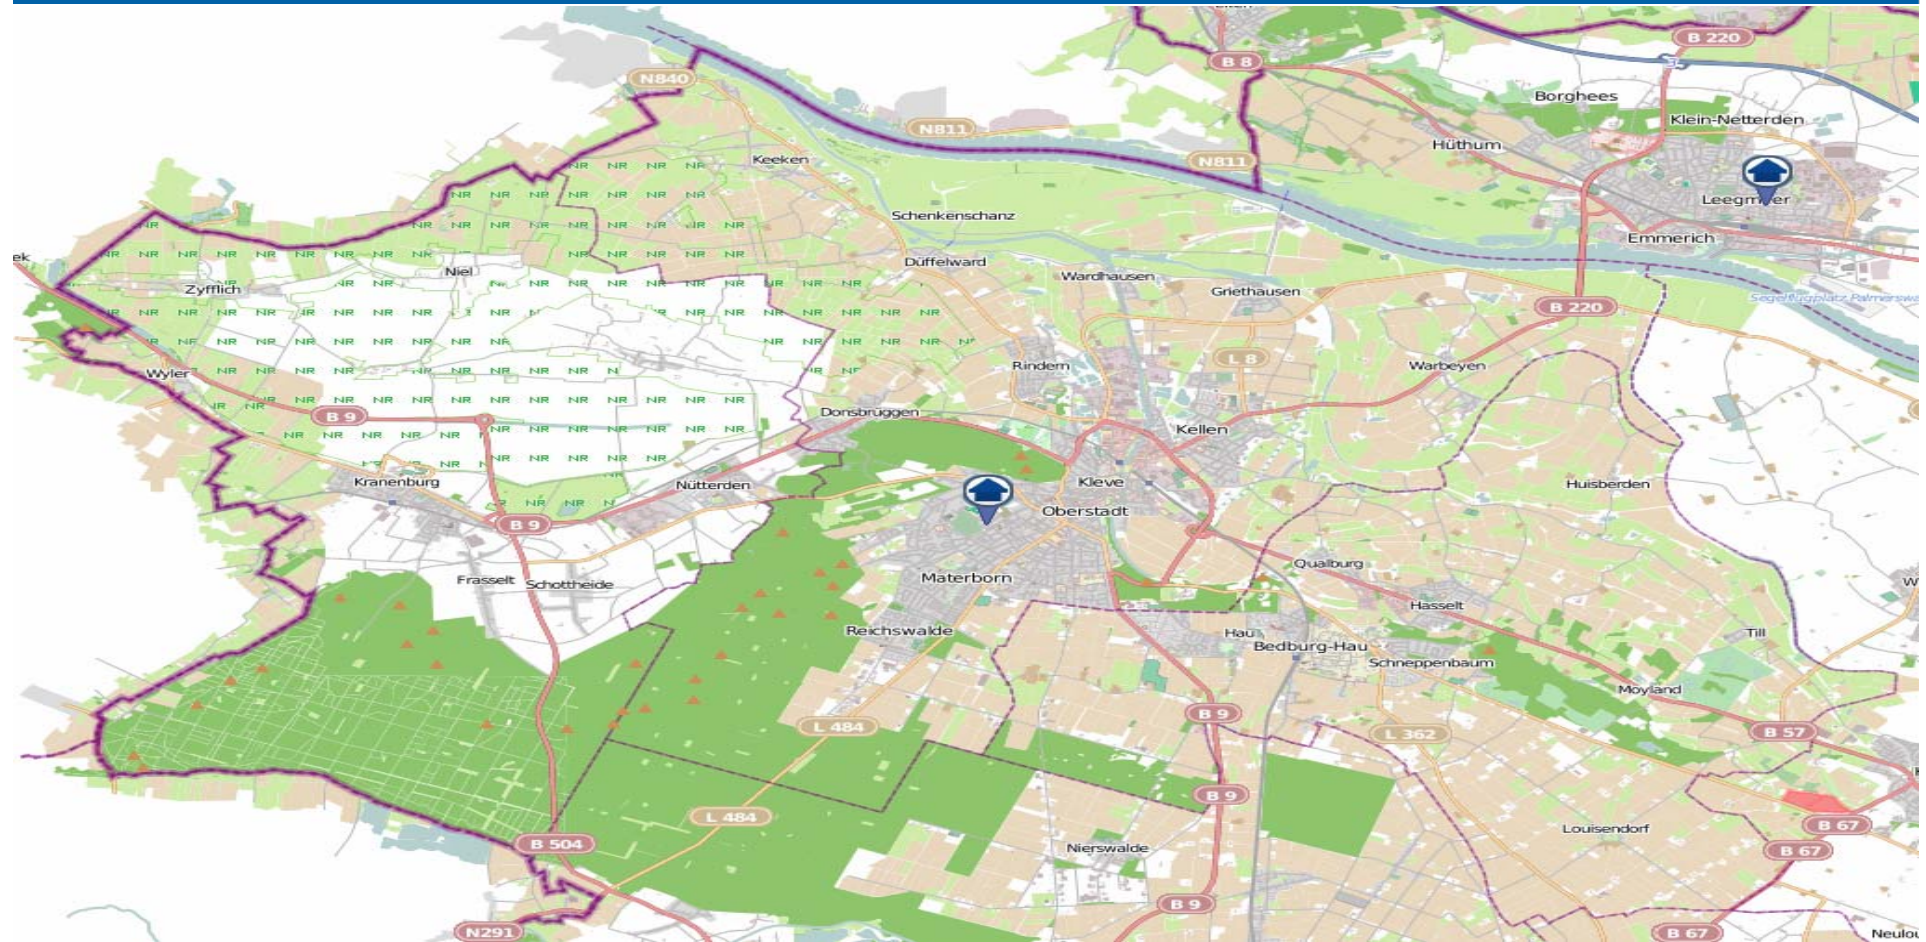 B 220
B 8
N840
Borghees
Klein-Netterden
N811
Hüthum
N811
Keeken
Schenkenschanz
Emmerich
ek
Düffelward
Niel
Wardhausen
Zyfflich
Griethausen
B 220
L 8
Rindern
Warbeyen
Wyler
B 9
Donsbrüggen
Kellen
Kranenburg
Nütterden
Kleve
Huisberden
Oberstadt
B 9
Qualburg
Frasselt
Schottheide
Materborn
Hasselt
Reichswalde
Hau
Till
Bedburg-Hau
Schneppenbaum
Moyland
B 9
L 484
L 362
B 57
B 9
L 484
B 67
Louisendorf
B 504
Nierswalde
B 67
B 9
N291
B 67